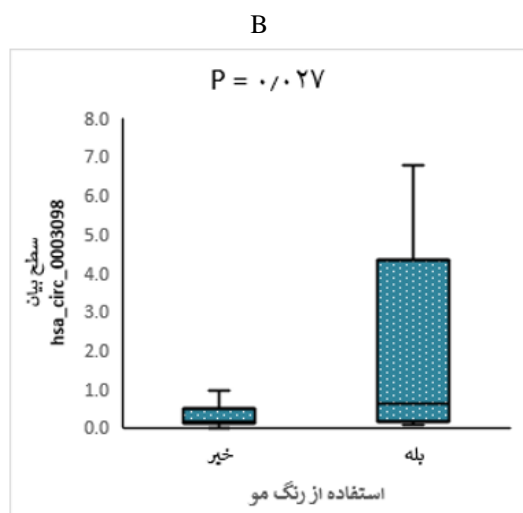 B
P = ۰/۰۲۷
8.0
7.0
6.0
5.0
4.0
3.0
2.0
1.0
0.0
سطح بیان
hsa_circ_0003098
خیر
بله
استفاده از رنگ مو